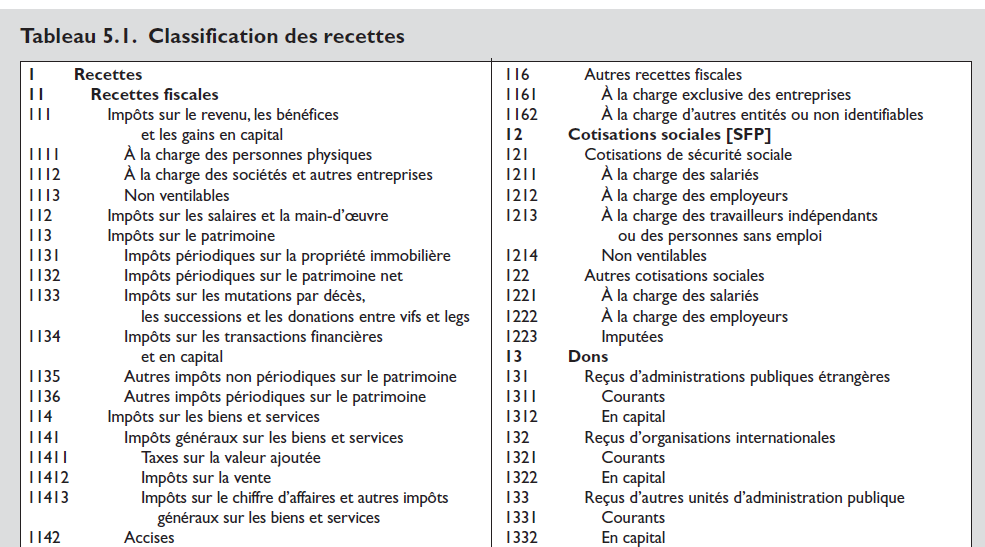 Tableau 5.1. Classification des recettes
1 Recettes
11 Recettes fiscales
111 Impôts sur le revenu, les bénéfices
et les gains en capital
1111 À la charge des personnes physiques
1112 À la charge des sociétés et autres entreprises
1113 Non ventilables
112 Impôts sur les salaires et la main-d’œuvre
113 Impôts sur le patrimoine
1131 Impôts périodiques sur la propriété immobilière
1132 Impôts périodiques sur le patrimoine net
1133 Impôts sur les mutations par décès,
les successions et les donations entre vifs et legs
1134 Impôts sur les transactions financières
et en capital
1135 Autres impôts non périodiques sur le patrimoine
1136 Autres impôts périodiques sur le patrimoine
114 Impôts sur les biens et services
1141 Impôts généraux sur les biens et services
11411 Taxes sur la valeur ajoutée
11412 Impôts sur la vente
11413 Impôts sur le chiffre d’affaires et autres impôts
généraux sur les biens et services
1142 Accises
116 Autres recettes fiscales
1161 À la charge exclusive des entreprises
1162 À la charge d’autres entités ou non identifiables
12 Cotisations sociales [SFP]
121 Cotisations de sécurité sociale
1211 À la charge des salariés
1212 À la charge des employeurs
1213 À la charge des travailleurs indépendants
ou des personnes sans emploi
1214 Non ventilables
122 Autres cotisations sociales
1221 À la charge des salariés
1222 À la charge des employeurs
1223 Imputées
13 Dons
131 Reçus d’administrations publiques étrangères
1311 Courants
1312 En capital
132 Reçus d’organisations internationales
1321 Courants
1322 En capital
133 Reçus d’autres unités d’administration publique
1331 Courants
1332 En capital